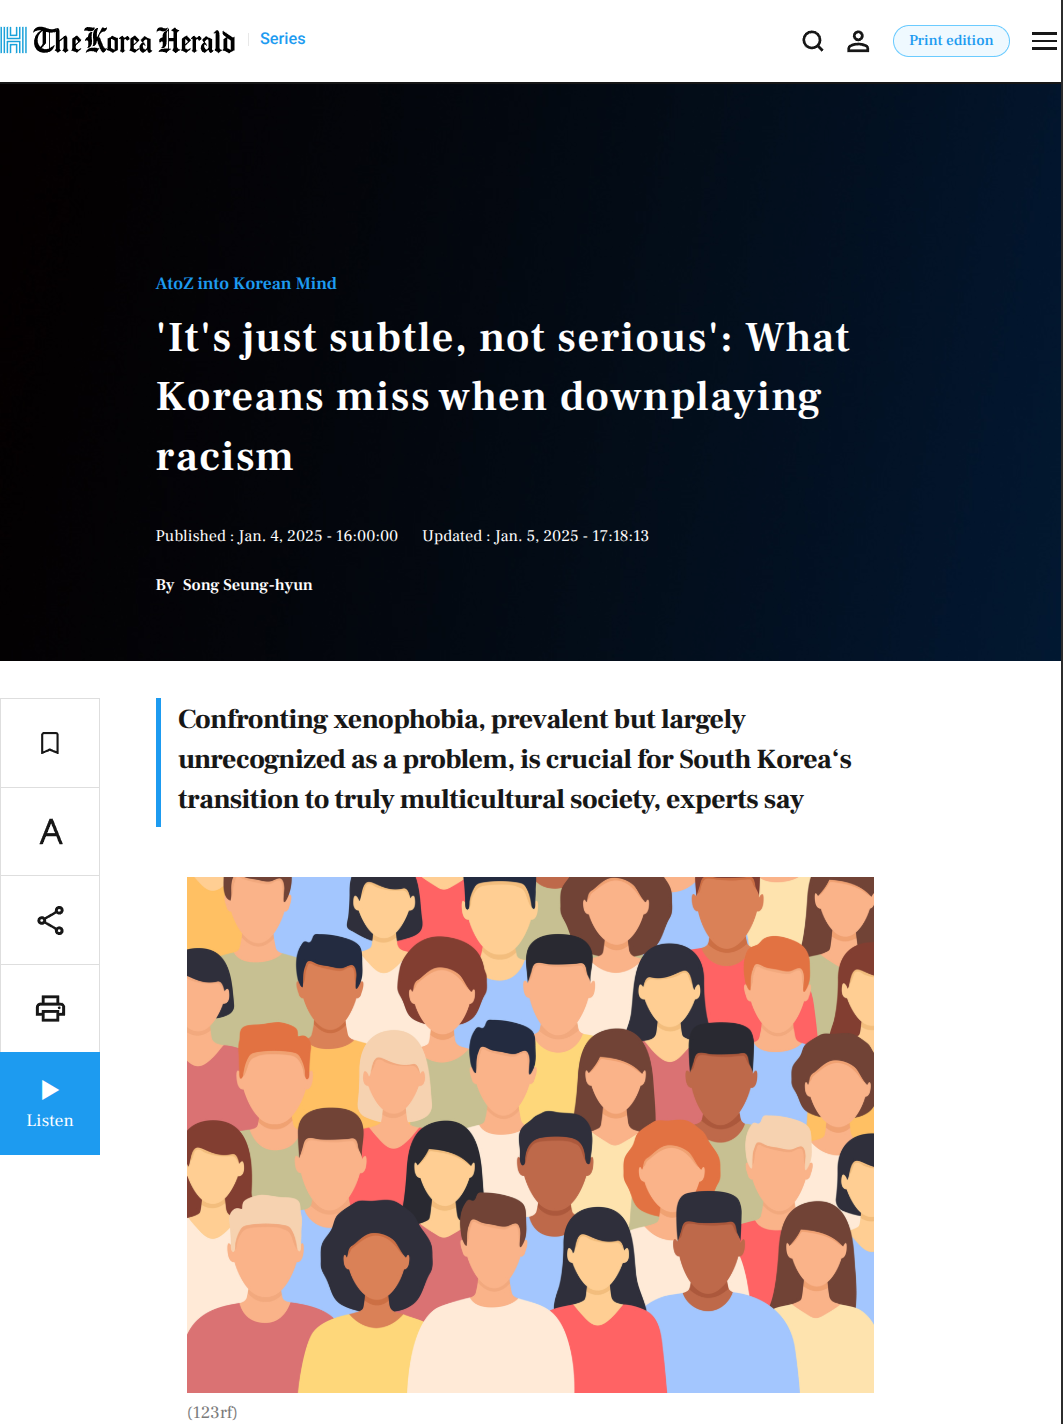 The Korea Herald
Series
Print edition
AtoZ into Korean Mind
'It's just subtle, not serious': What
Koreans miss when downplaying
racism
Published : Jan. 4, 2025 - 16:00:00 Updated : Jan. 5, 2025 - 17:18:13
By Song Seung-hyun
Confronting xenophobia, prevalent but largely
unrecognized as a problem, is crucial for South Korea‘s
transition to truly multicultural society, experts say
A
Listen
(123rf)